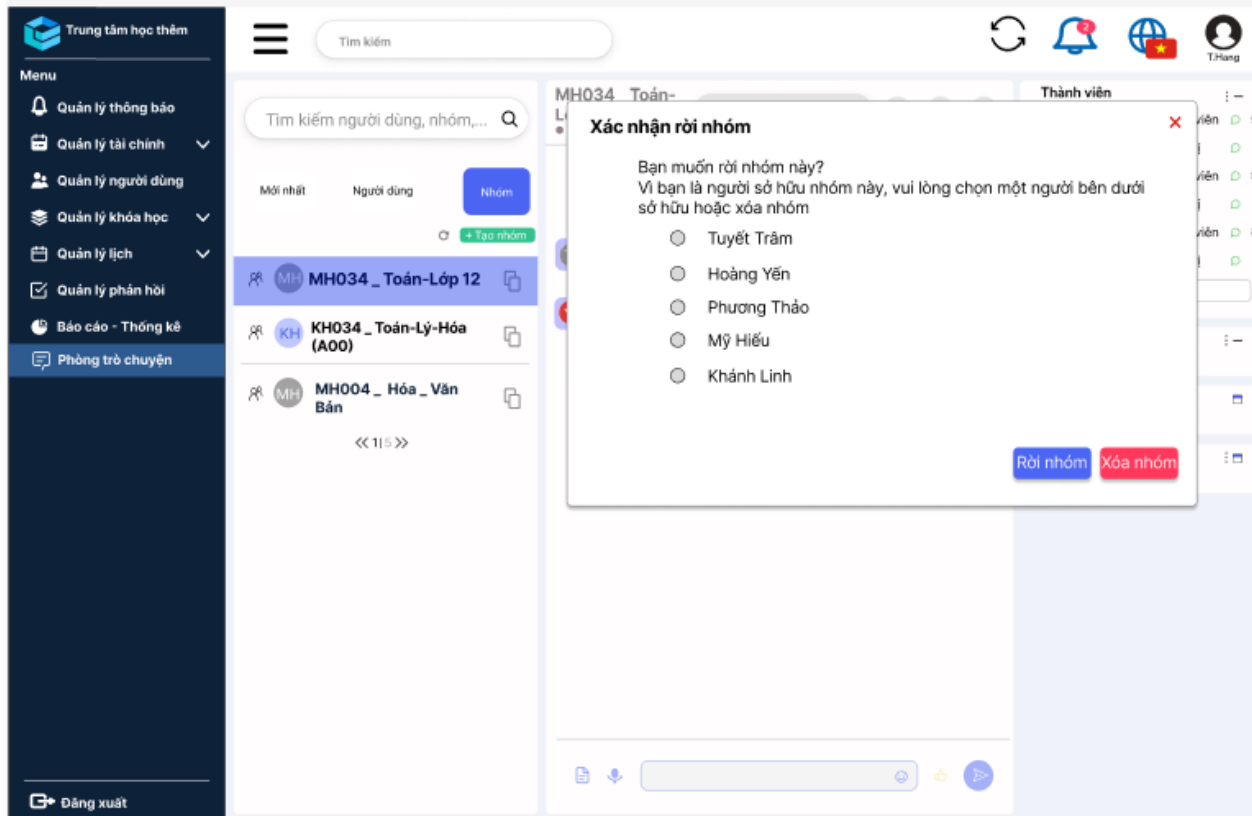 Trung tâm học thêm
Menu
Quản lý thông báo
Quản lý tài chính
Quản lý người dùng
Quản lý khóa học
Quản lý lịch
Quản lý phản hồi
Báo cáo - Thống kê
Phòng trò chuyện
Đăng xuất
Tìm kiếm
2
T.Hang
Tìm kiếm người dùng, nhóm,...
Mới nhất
Người dùng
Nhóm
+ Tạo nhóm
MH
MH034 _ Toán-Lớp 12
KH
KH034 _ Toán-Lý-Hóa
(A00)
MH
MH004 _ Hóa _ Văn
Bản
1|5
MH034 Toán-
Thành viên
viên
viên
viên
Xác nhận rời nhóm
Bạn muốn rời nhóm này?
Vì bạn là người sở hữu nhóm này, vui lòng chọn một người bên dưới
sở hữu hoặc xóa nhóm
Tuyết Trâm
Hoàng Yến
Phương Thảo
Mỹ Hiếu
Khánh Linh
Rời nhóm
Xóa nhóm